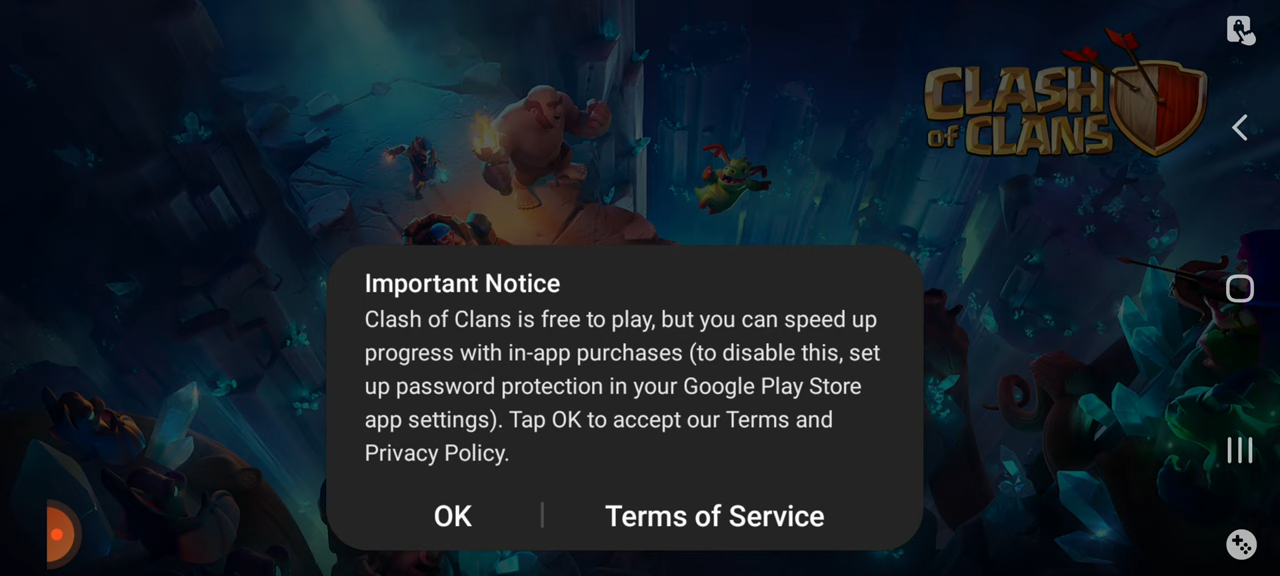 CLASH
OF CLANS
Important Notice
Clash of Clans is free to play, but you can speed up
progress with in-app purchases (to disable this, set
up password protection in your Google Play Store
app settings). Tap OK to accept our Terms and
Privacy Policy.
OK
Terms of Service